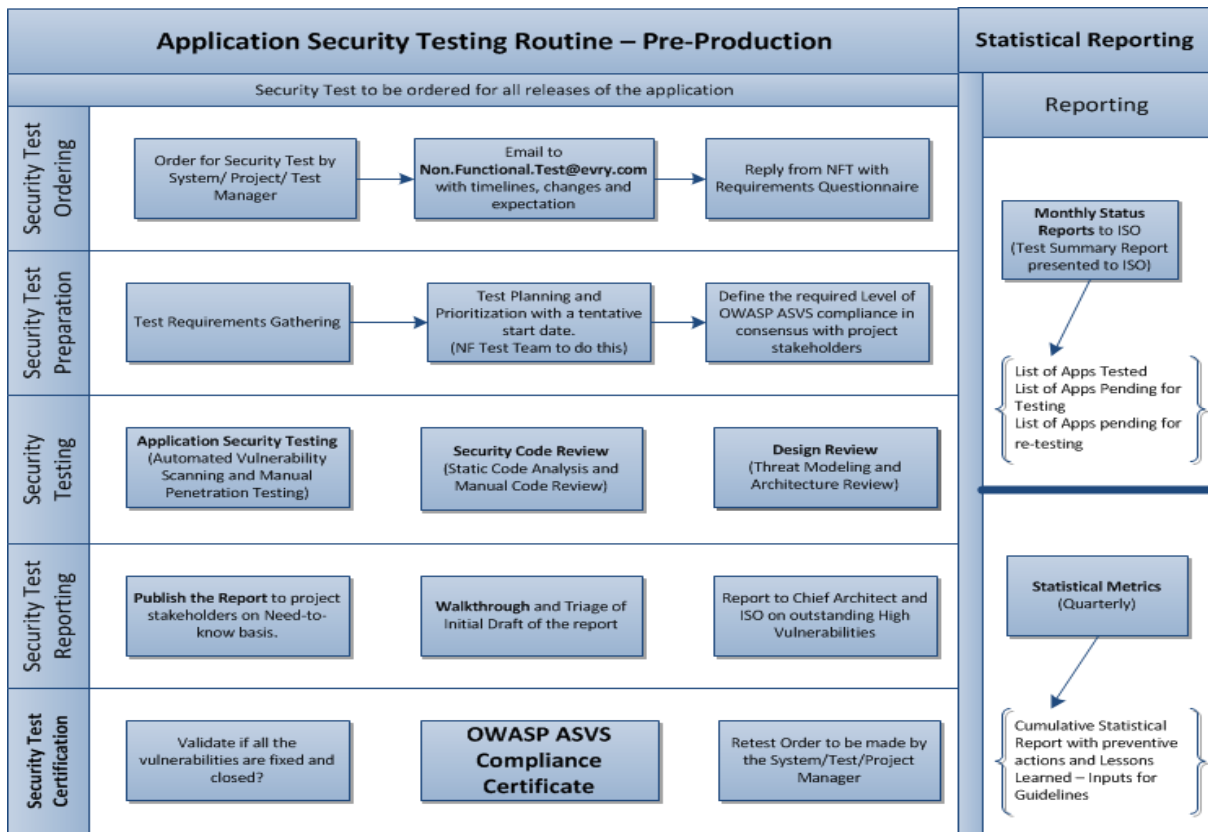 Application Security Testing Routine – Pre-Production
Security Test to be ordered for all releases of the application
Security Test
Ordering
Order for Security Test by
System/ Project/ Test
Manager
Email to
Non.Functional.Test@evry.com
with timelines, changes and
expectation
Reply from NFT with
Requirements Questionnaire
Security Test
Preparation
Test Requirements Gathering
Test Planning and
Prioritization with a tentative
start date.
(NF Test Team to do this)
Define the required Level of
OWASP ASVS compliance in
consensus with project
stakeholders
Security
Testing
Application Security Testing
(Automated Vulnerability
Scanning and Manual
Penetration Testing)
Security Code Review
(Static Code Analysis and
Manual Code Review)
Design Review
(Threat Modeling and
Architecture Review)
Security Test
Reporting
Publish the Report to project
stakeholders on Need-to-
know basis.
Walkthrough and Triage of
Initial Draft of the report
Report to Chief Architect and
ISO on outstanding High
Vulnerabilities
Security Test
Certification
Validate if all the
vulnerabilities are fixed and
closed?
OWASP ASVS
Compliance
Certificate
Retest Order to be made by
the System/Test/Project
Manager
Statistical Reporting
Reporting
Monthly Status
Reports to ISO
(Test Summary Report
presented to ISO)
List of Apps Tested
List of Apps Pending for
Testing
List of Apps pending for
re-testing
Statistical Metrics
(Quarterly)
Cumulative Statistical
Report with preventive
actions and Lessons
Learned – Inputs for
Guidelines